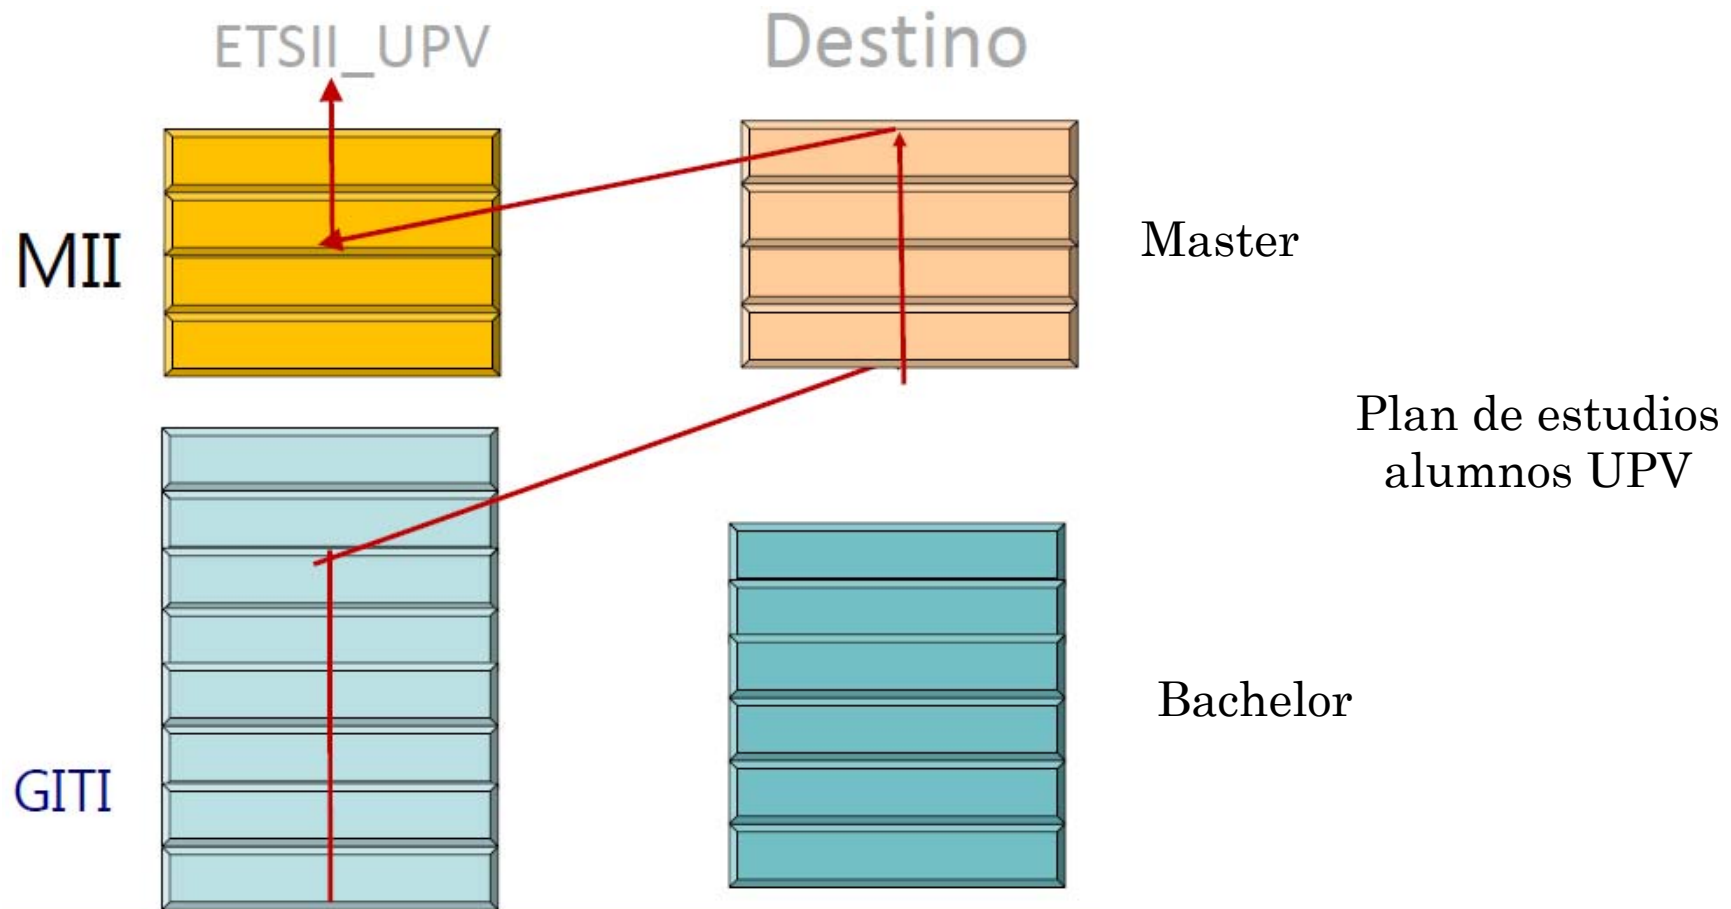 ETSII_UPV
Destino
MII
Master
Plan de estudios
alumnos UPV
Bachelor
GITI